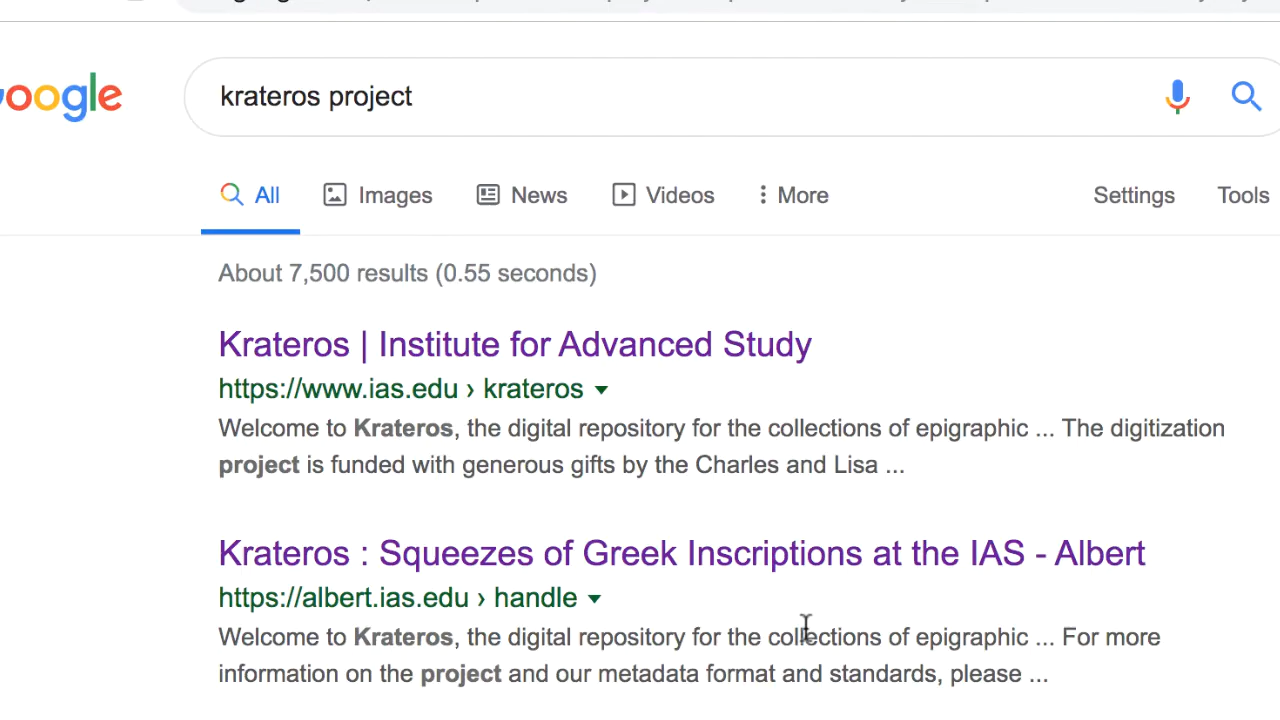 oogle
krateros project
All Images News Videos More Settings Tools
About 7,500 results (0.55 seconds)
Krateros | Institute for Advanced Study
https://www.ias.edu › krateros
Welcome to Krateros, the digital repository for the collections of epigraphic ... The digitization
project is funded with generous gifts by the Charles and Lisa ...
Krateros : Squeezes of Greek Inscriptions at the IAS - Albert
https://albert.ias.edu › handle
Welcome to Krateros, the digital repository for the collections of epigraphic ... For more
information on the project and our metadata format and standards, please ...